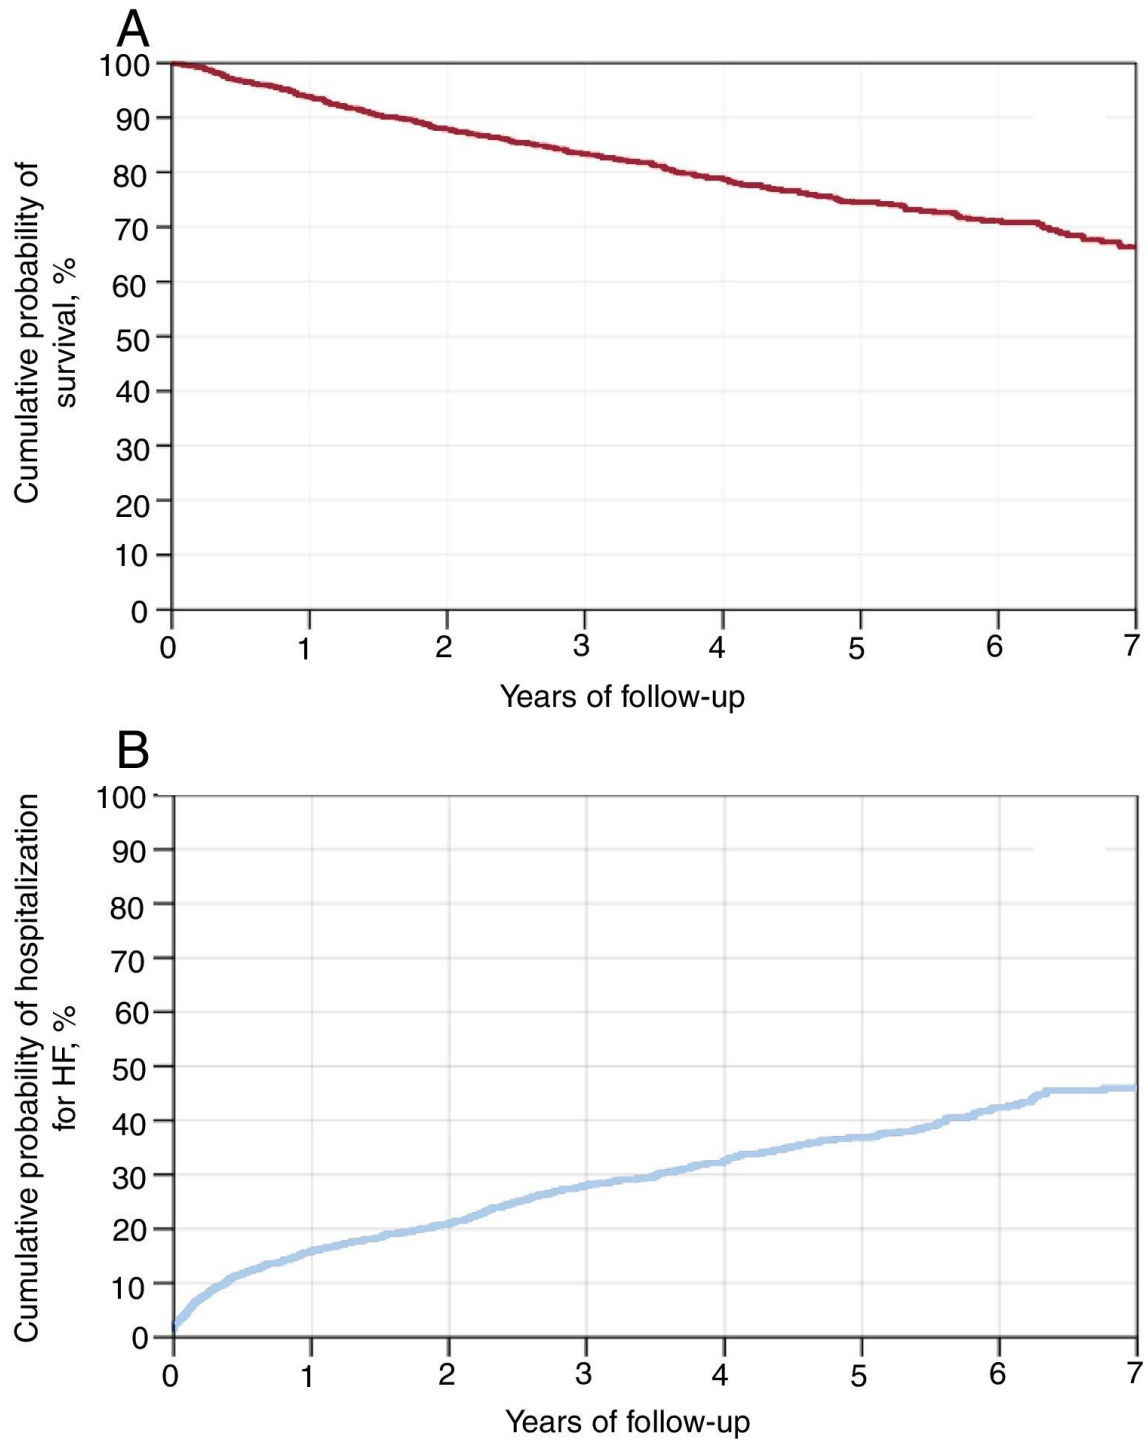 A
100
90
80
70
60
50
40
30
20
10
0
Cumulative probability of
survival, %
0 1 2 3 4 5 6 7
Years of follow-up
B
100
90
80
70
60
50
40
30
20
10
0
Cumulative probability of hospitalization
for HF, %
0 1 2 3 4 5 6 7
Years of follow-up